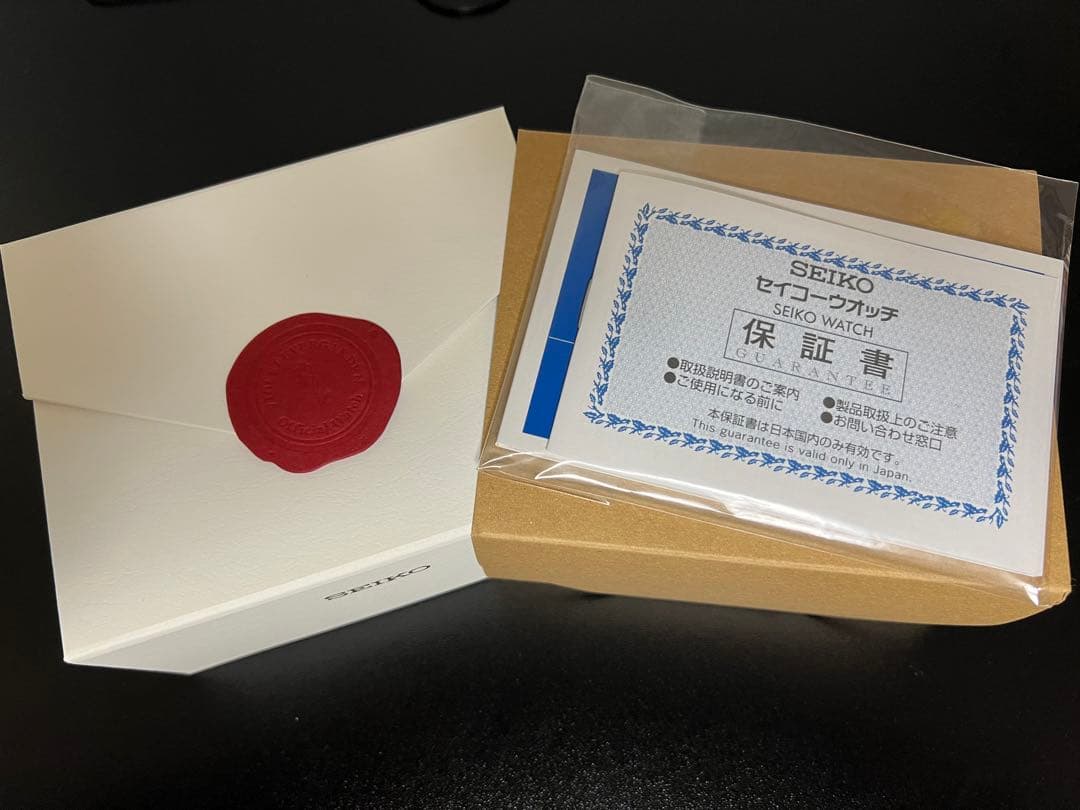 SEIKO
SEIKO
セイコーウオッチ
SEIKO WATCH
保証書
GUARANTEE
●取扱説明書のご案内
●ご使用になる前に
●製品取扱上のご注意
●お問い合わせ窓口
本保証書は日本国内のみ有効です。
This guarantee is valid only in Japan.